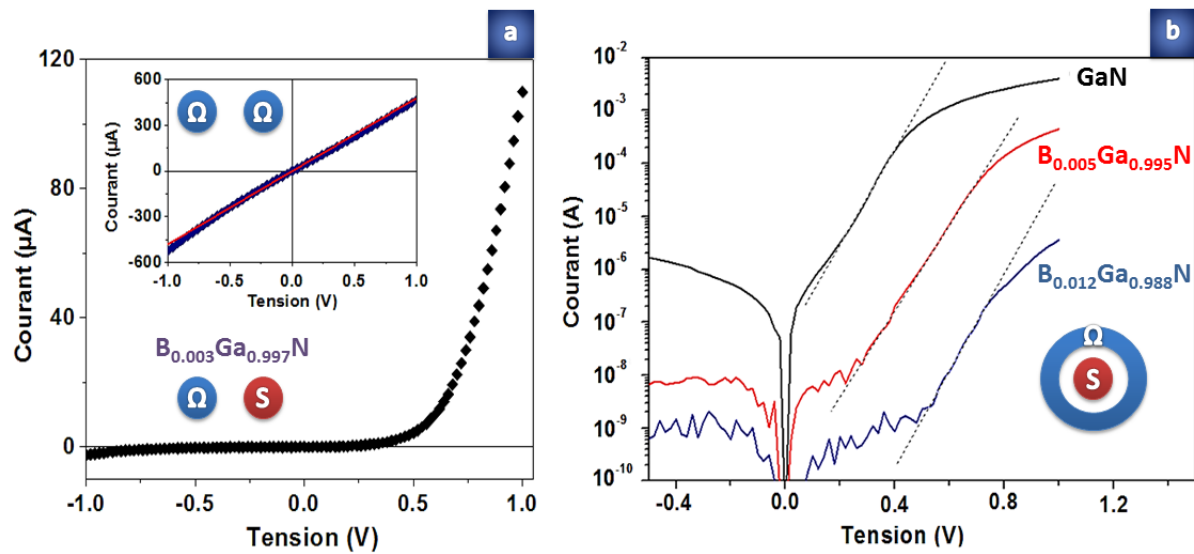 a
120
80
40
0
-1.0
-0.5
0.0
0.5
1.0
Courant (µA)
Tension (V)
600
300
0
-300
-600
-1.0
-0.5
0.0
0.5
1.0
Courant (µA)
Tension (V)
Ω Ω
B0.003Ga0.997N
Ω S
b
10-2
10-3
10-4
10-5
10-6
10-7
10-8
10-9
10-10
-0.4
0.0
0.4
0.8
1.2
Courant (A)
Tension (V)
GaN
B0.005Ga0.995N
B0.012Ga0.988N
Ω
S